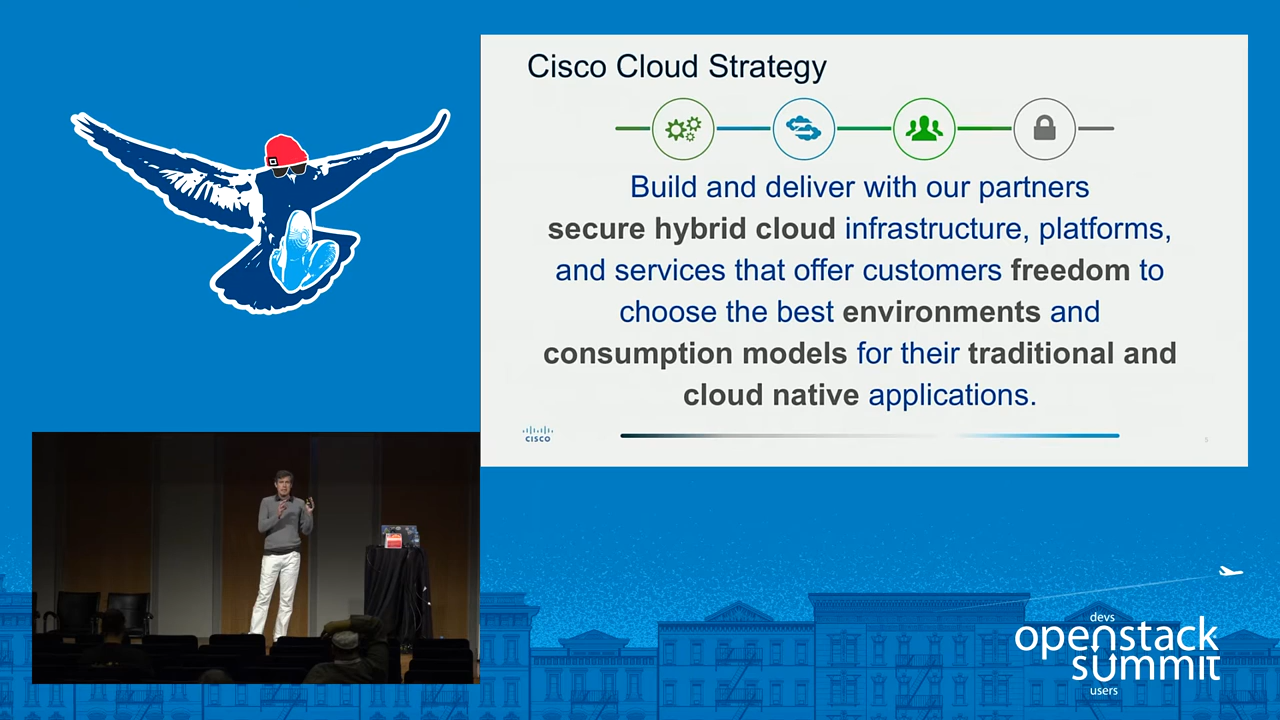 Cisco Cloud Strategy
Build and deliver with our partners
secure hybrid cloud infrastructure, platforms,
and services that offer customers freedom to
choose the best environments and
consumption models for their traditional and
cloud native applications.
CISCO
5
devs
openstack
summit
users